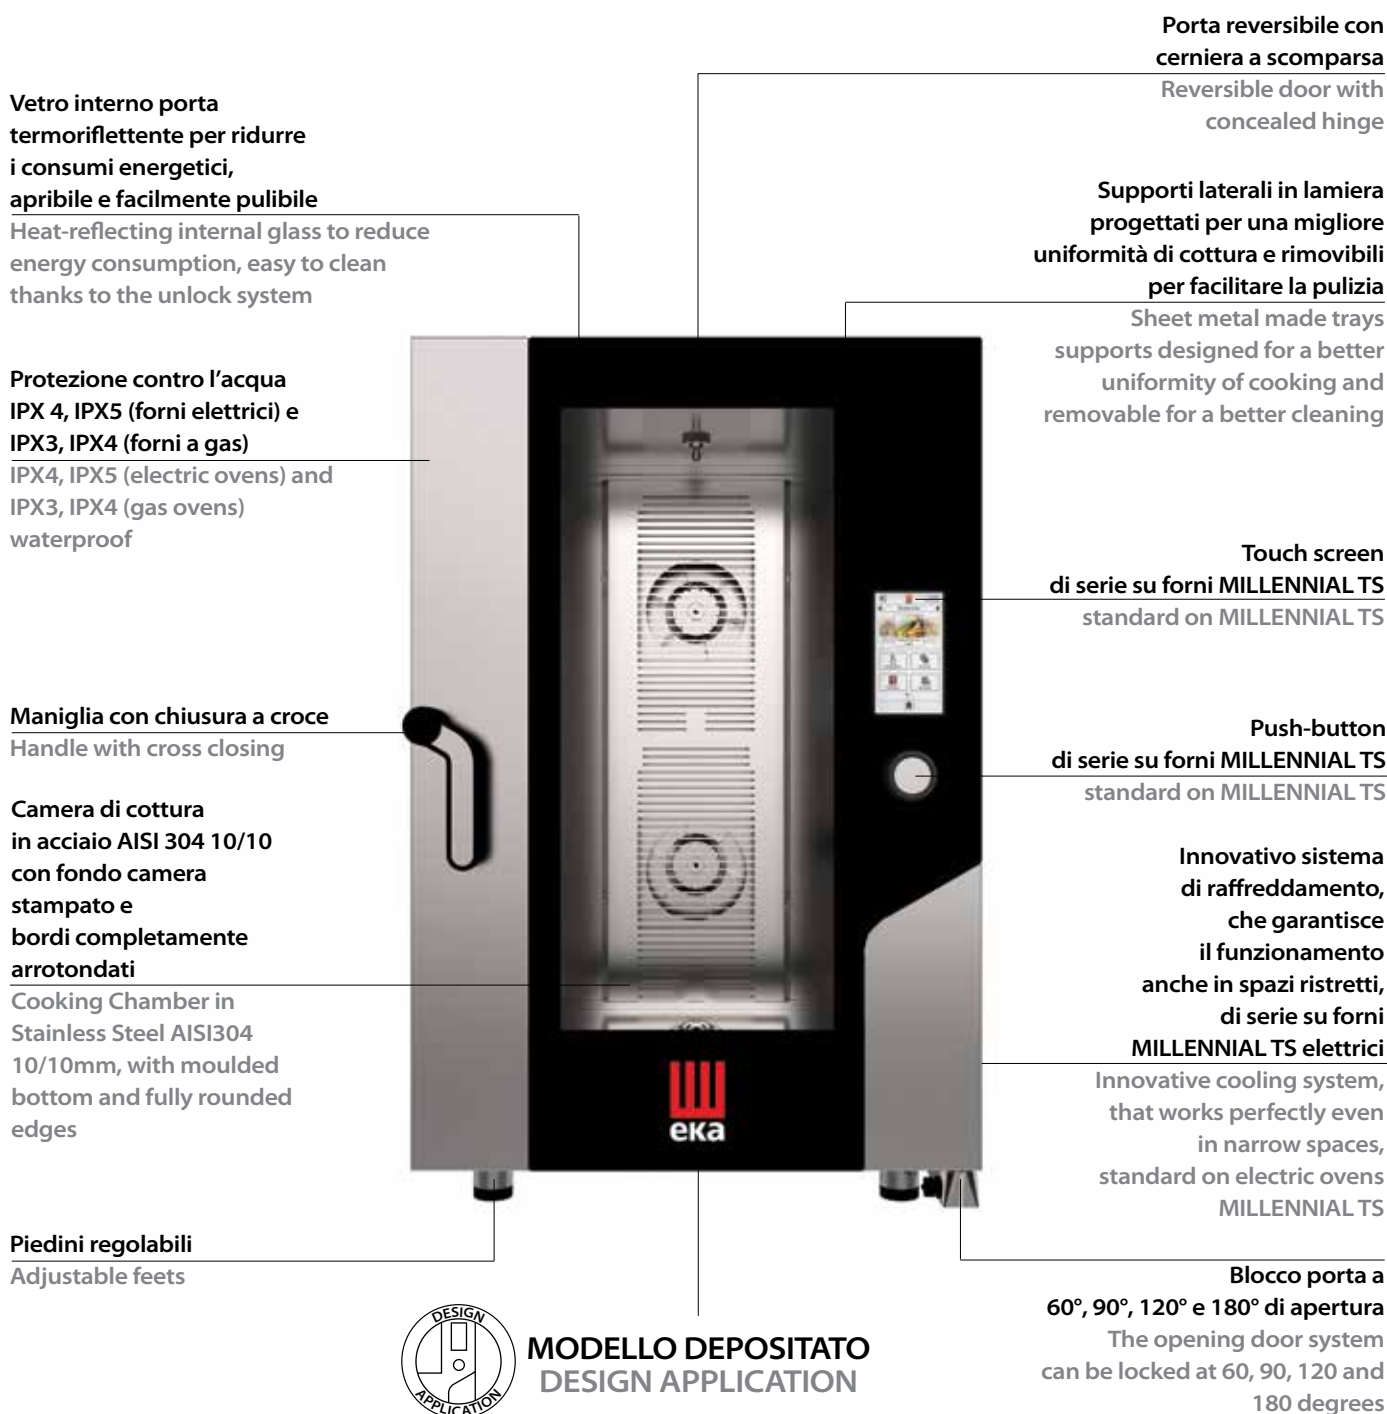 Porta reversibile con
cerniera a scomparsa
Reversible door with
concealed hinge
Vetro interno porta
termoriflettente per ridurre
i consumi energetici,
apribile e facilmente pulibile
Heat-reflecting internal glass to reduce
energy consumption, easy to clean
thanks to the unlock system
Supporti laterali in lamiera
progettati per una migliore
uniformità di cottura e rimovibili
per facilitare la pulizia
Sheet metal made trays
supports designed for a better
uniformity of cooking and
removable for a better cleaning
Protezione contro l’acqua
IPX 4, IPX5 (forni elettrici) e
IPX3, IPX4 (forni a gas)
IPX4, IPX5 (electric ovens) and
IPX3, IPX4 (gas ovens)
waterproof
Touch screen
di serie su forni MILLENNIAL TS
standard on MILLENNIAL TS
Maniglia con chiusura a croce
Handle with cross closing
Push-button
di serie su forni MILLENNIAL TS
standard on MILLENNIAL TS
Camera di cottura
in acciaio AISI 304 10/10
con fondo camera
stampato e
bordi completamente
arrotondati
Cooking Chamber in
Stainless Steel AISI304
10/10mm, with moulded
bottom and fully rounded
edges
Innovativo sistema
di raffreddamento,
che garantisce
il funzionamento
anche in spazi ristretti,
di serie su forni
MILLENNIAL TS elettrici
Innovative cooling system,
that works perfectly even
in narrow spaces,
standard on electric ovens
MILLENNIAL TS
eka
Piedini regolabili
Adjustable feets
Blocco porta a
60°, 90°, 120° e 180° di apertura
The opening door system
can be locked at 60, 90, 120 and
180 degrees
DESIGN
APPLICATION
MODELLO DEPOSITATO
DESIGN APPLICATION